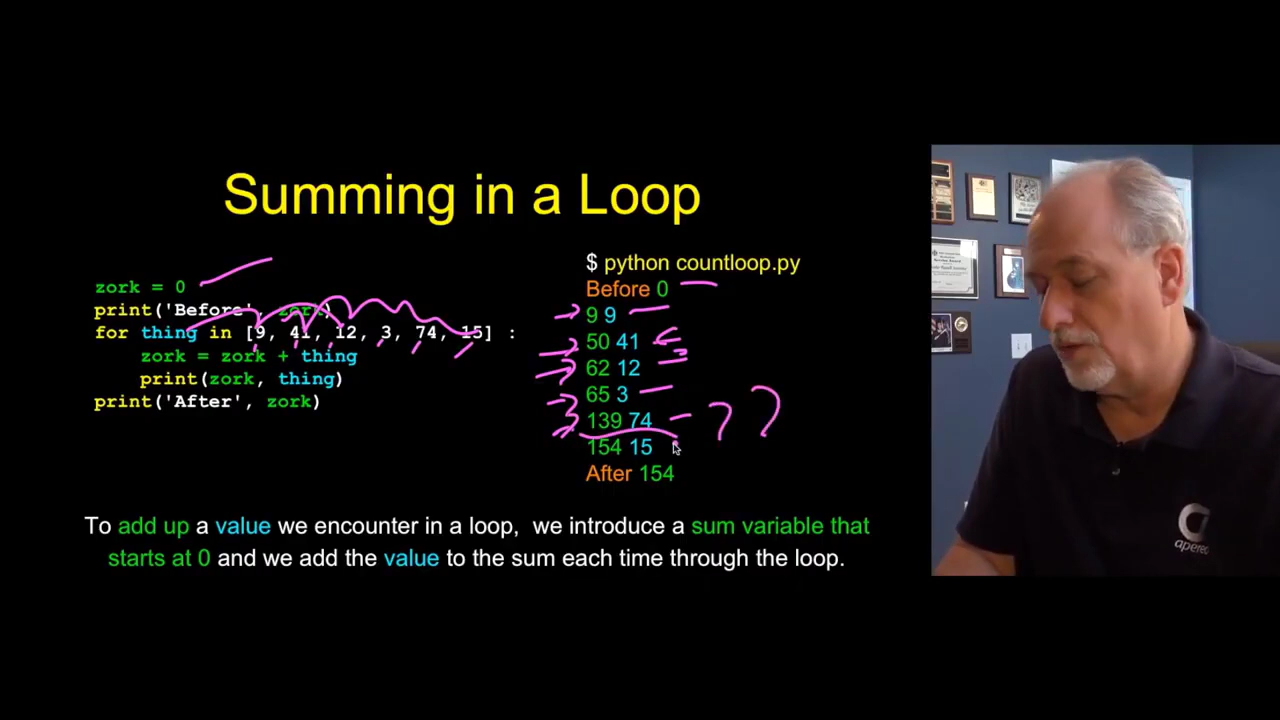 Summing in a Loop
zork = 0
print('Before', zork)
for thing in [9, 41, 12, 3, 74, 15] :
    zork = zork + thing
    print(zork, thing)
print('After', zork)
$ python countloop.py
Before 0
9 9
50 41
62 12
65 3
139 74
154 15
After 154
??
To add up a value we encounter in a loop,  we introduce a sum variable that
starts at 0 and we add the value to the sum each time through the loop.
apereo